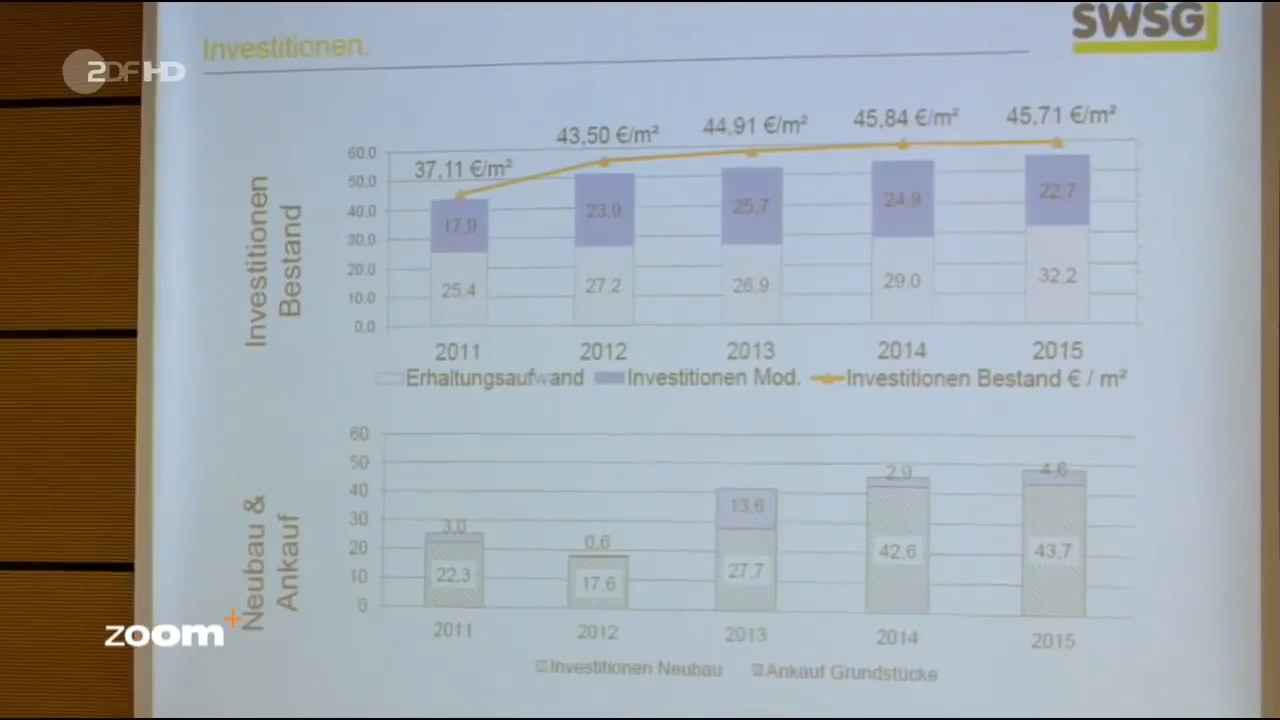 Investitionen.
SWSG
ZDFHD
Investitionen
Bestand
37,11 €/m² 43,50 €/m² 44,91 €/m² 45,84 €/m² 45,71 €/m²
60.0
50.0
40.0
30.0
20.0
10.0
0.0
17,9 23,9 25,7 24,9 22,7
25,4 27,2 26,9 29,0 32,2
2011 2012 2013 2014 2015
Erhaltungsaufwand Investitionen Mod. Investitionen Bestand € / m²
Neubau &
Ankauf
60
50
40
30
20
10
0
3,0 0,6 13,6 2,9 4,6
22,3 17,6 27,7 42,6 43,7
2011 2012 2013 2014 2015
Investitionen Neubau Ankauf Grundstücke
zoom+